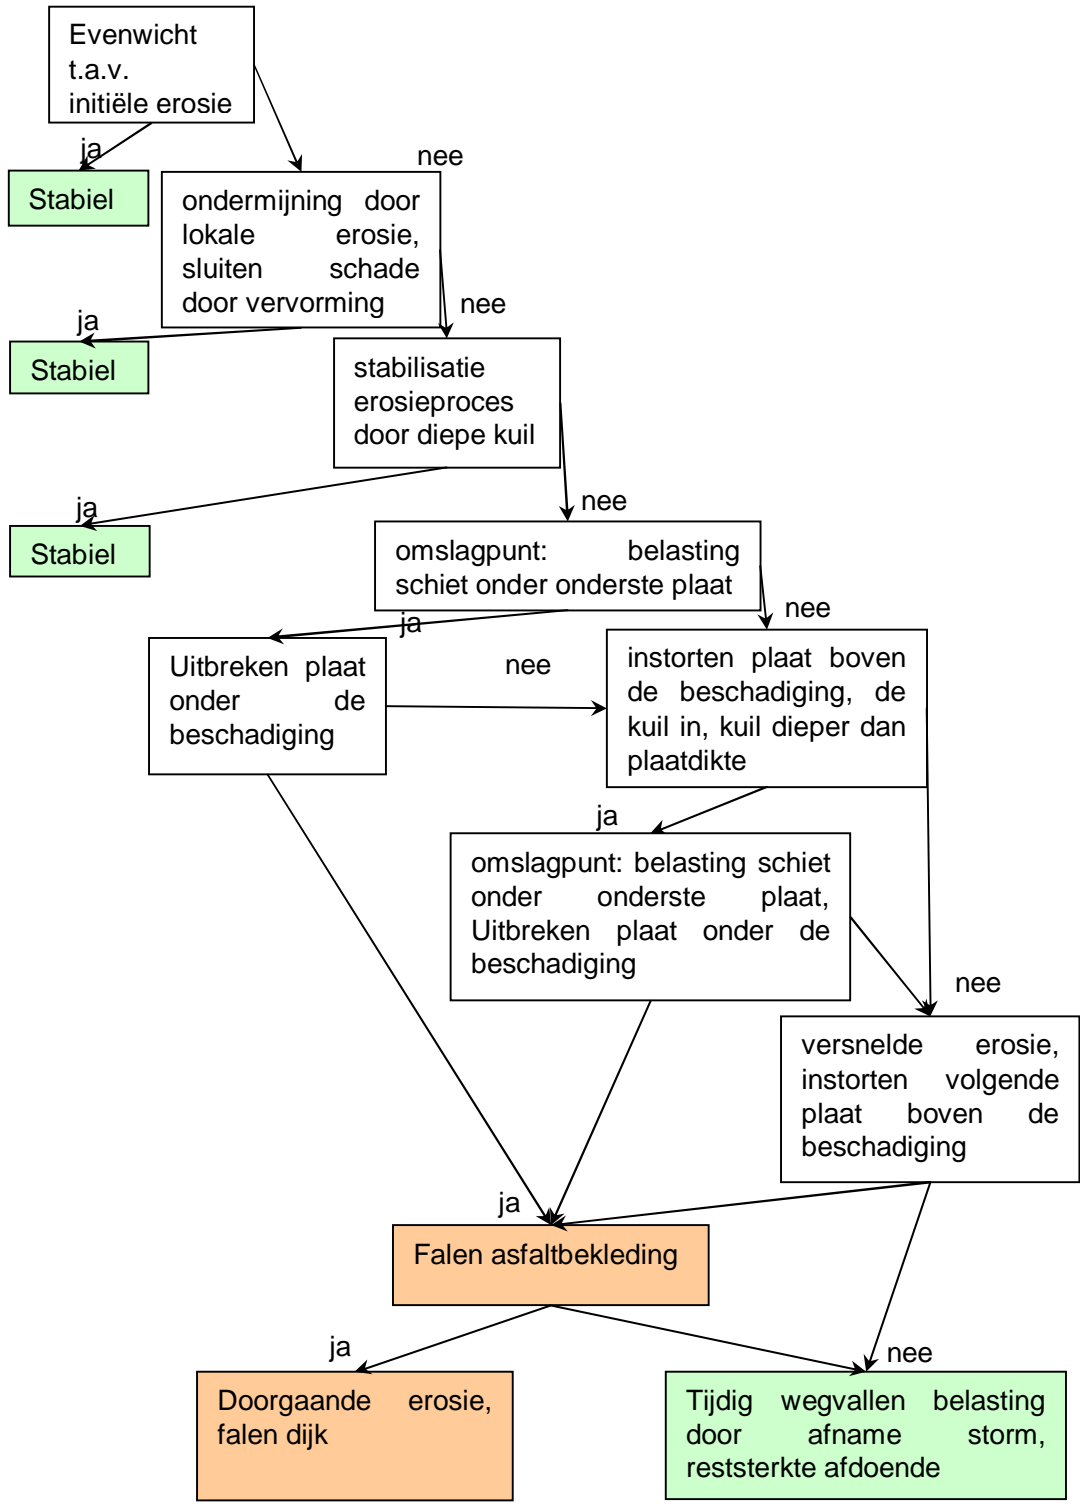 Evenwicht
t.a.v.
initiële erosie
ja
nee
Stabiel
ondermijning door
lokale erosie,
sluiten schade
door vervorming
ja
nee
Stabiel
stabilisatie
erosieproces
door diepe kuil
ja
nee
Stabiel
omslagpunt: belasting
schiet onder onderste plaat
ja
nee
Uitbreken plaat
onder de
beschadiging
nee
instorten plaat boven
de beschadiging, de
kuil in, kuil dieper dan
plaatdikte
ja
omslagpunt: belasting schiet
onder onderste plaat,
Uitbreken plaat onder de
beschadiging
nee
versnelde erosie,
instorten volgende
plaat boven de
beschadiging
ja
Falen asfaltbekleding
ja
nee
Doorgaande erosie,
falen dijk
Tijdig wegvallen belasting
door afname storm,
reststerkte afdoende